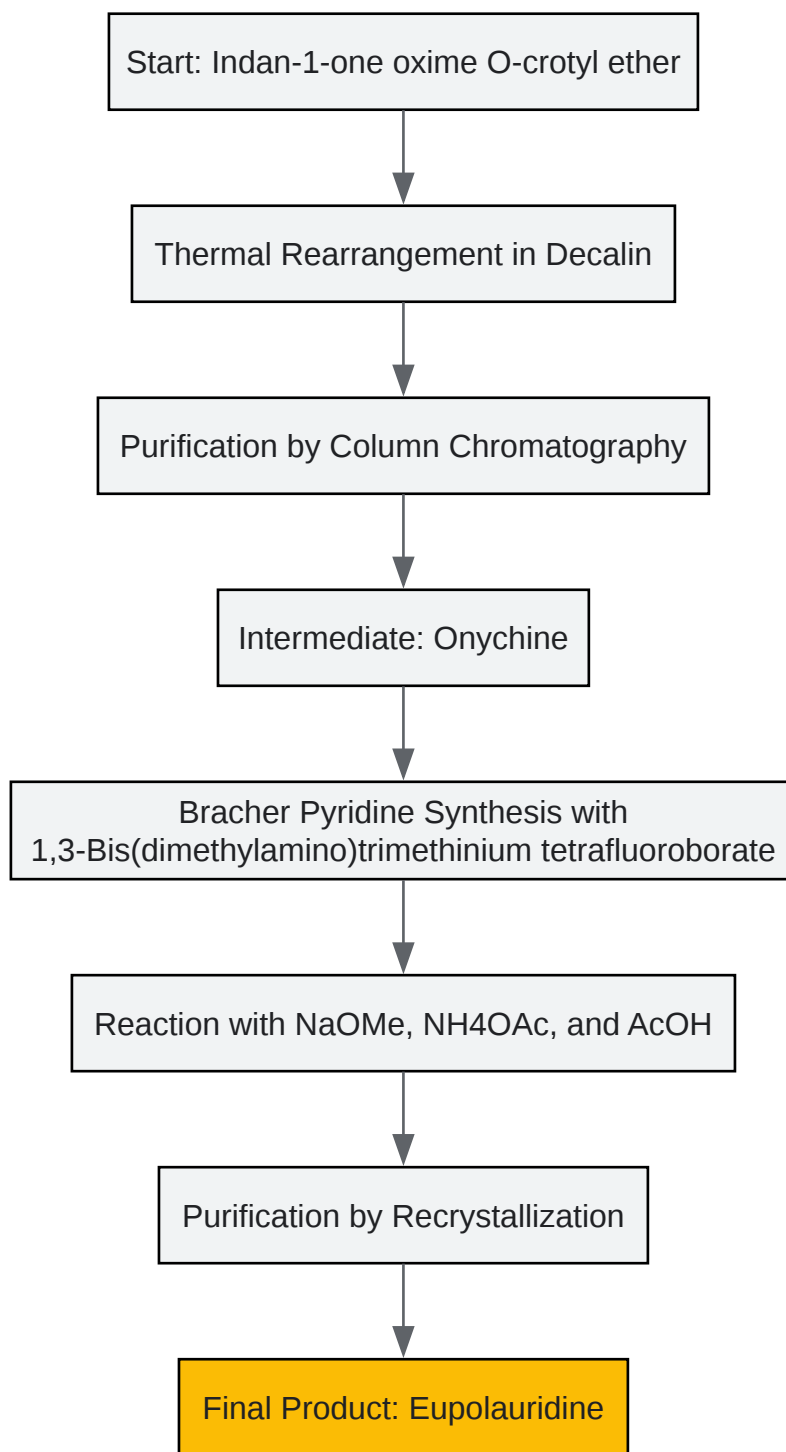 Start: Indan-1-one oxime O-crotyl ether
Thermal Rearrangement in Decalin
Purification by Column Chromatography
Intermediate: Onychine
Bracher Pyridine Synthesis with
1,3-Bis(dimethylamino)trimethinium tetrafluoroborate
Reaction with NaOMe, NH4OAc, and AcOH
Purification by Recrystallization
Final Product: Eupolauridine